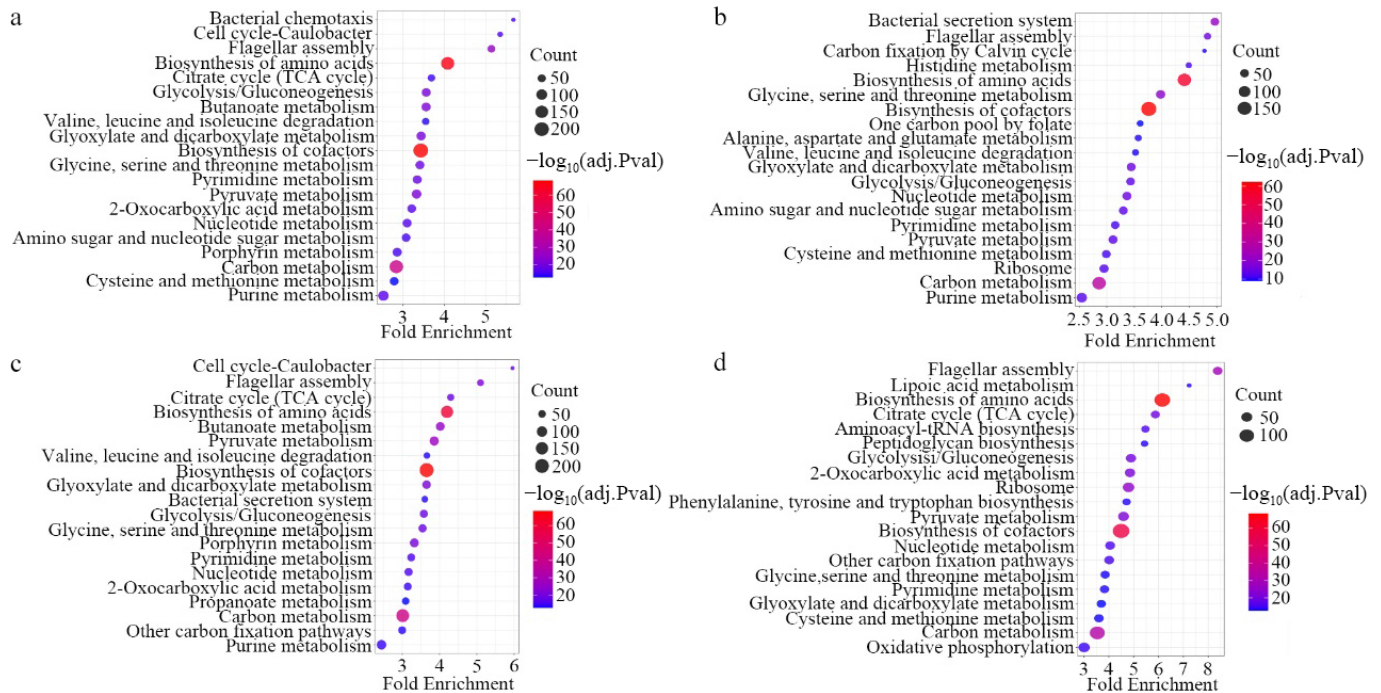 a
Bacterial chemotaxis
Cell cycle-Caulobacter
Flagellar assembly
Biosynthesis of amino acids
Citrate cycle (TCA cycle)
Glycolysis/Gluconeogenesis
Butanoate metabolism
Valine, leucine and isoleucine degradation
Glyoxylate and dicarboxylate metabolism
Biosynthesis of cofactors
Glycine, serine and threonine metabolism
Pyrimidine metabolism
Pyruvate metabolism
2-Oxocarboxylic acid metabolism
Nucleotide metabolism
Amino sugar and nucleotide sugar metabolism
Porphyrin metabolism
Carbon metabolism
Cysteine and methionine metabolism
Purine metabolism
3 4 5
Fold Enrichment
Count
50
100
150
200
−log10(adj.Pval)
60
50
40
30
20
b
Bacterial secretion system
Flagellar assembly
Carbon fixation by Calvin cycle
Histidine metabolism
Biosynthesis of amino acids
Glycine, serine and threonine metabolism
Bisynthesis of cofactors
One carbon pool by folate
Alanine, aspartate and glutamate metabolism
Valine, leucine and isoleucine degradation
Glyoxylate and dicarboxylate metabolism
Glycolysis/Gluconeogenesis
Nucleotide metabolism
Amino sugar and nucleotide sugar metabolism
Pyrimidine metabolism
Pyruvate metabolism
Cysteine and methionine metabolism
Ribosome
Carbon metabolism
Purine metabolism
2.5 3.0 3.5 4.0 4.5 5.0
Fold Enrichment
Count
50
100
150
−log10(adj.Pval)
60
50
40
30
20
10
c
Cell cycle-Caulobacter
Flagellar assembly
Citrate cycle (TCA cycle)
Biosynthesis of amino acids
Butanoate metabolism
Pyruvate metabolism
Valine, leucine and isoleucine degradation
Biosynthesis of cofactors
Glyoxylate and dicarboxylate metabolism
Bacterial secretion system
Glycolysis/Gluconeogenesis
Glycine, serine and threonine metabolism
Porphyrin metabolism
Pyrimidine metabolism
Nucleotide metabolism
2-Oxocarboxylic acid metabolism
Propanoate metabolism
Carbon metabolism
Other carbon fixation pathways
Purine metabolism
3 4 5 6
Fold Enrichment
Count
50
100
150
200
−log10(adj.Pval)
60
50
40
30
20
d
Flagellar assembly
Lipoic acid metabolism
Biosynthesis of amino acids
Citrate cycle (TCA cycle)
Aminoacyl-tRNA biosynthesis
Peptidoglycan biosynthesis
Glycolysisi/Gluconeogenesis
2-Oxocarboxylic acid metabolism
Ribosome
Phenylalanine, tyrosine and tryptophan biosynthesis
Pyruvate metabolism
Biosynthesis of cofactors
Nucleotide metabolism
Other carbon fixation pathways
Glycine,serine and threonine metabolism
Pyrimidine metabolism
Glyoxylate and dicarboxylate metabolism
Cysteine and methionine metabolism
Carbon metabolism
Oxidative phosphorylation
3 4 5 6 7 8
Fold Enrichment
Count
50
100
−log10(adj.Pval)
60
50
40
30
20